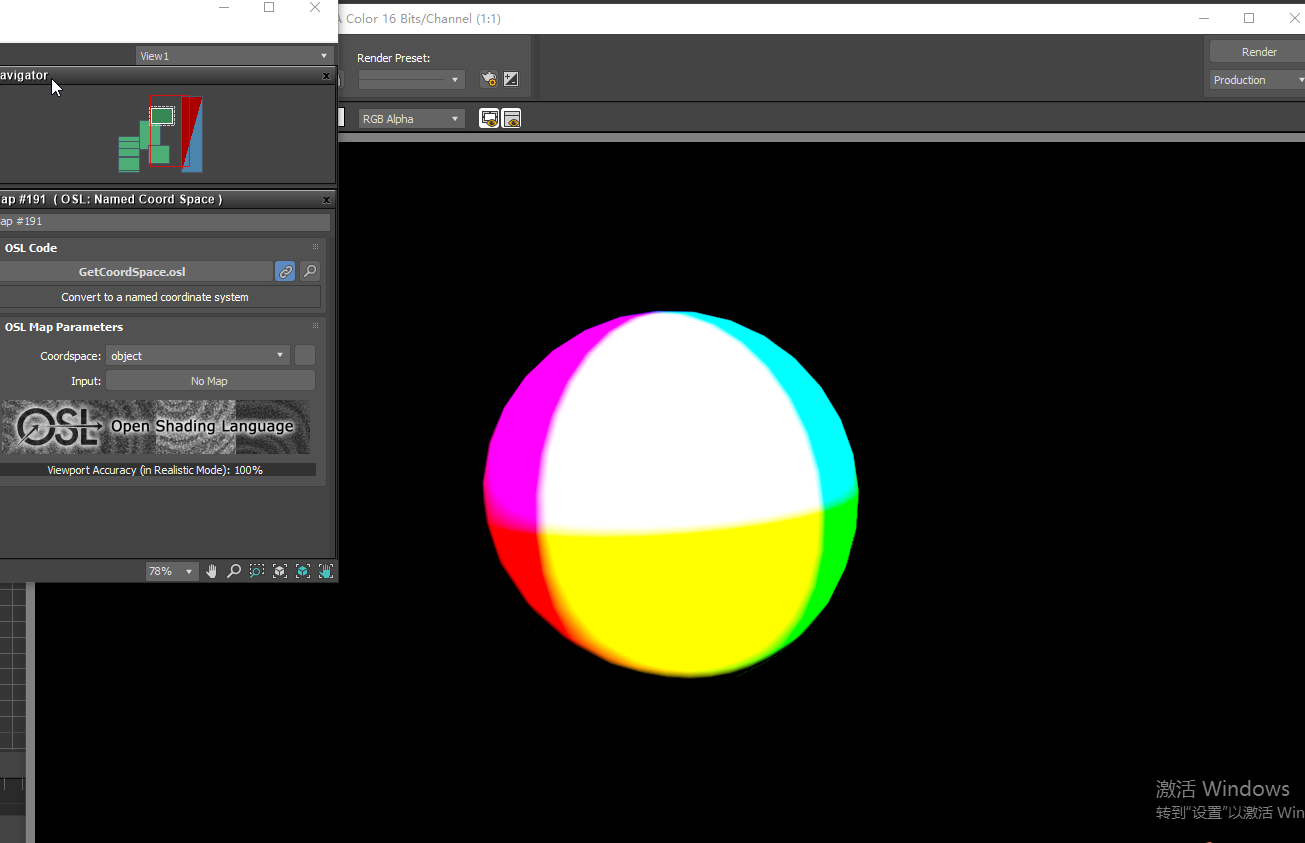 A Color 16 Bits/Channel (1:1)
View1
Render Preset:
Render
Production
avigator
RGB Alpha
ap #191 ( OSL: Named Coord Space )
ap #191
OSL Code
GetCoordSpace.osl
Convert to a named coordinate system
OSL Map Parameters
Coordspace: object
Input: No Map
OSL Open Shading Language
Viewport Accuracy (in Realistic Mode): 100%
78%
激活 Windows
转到"设置"以激活 Win